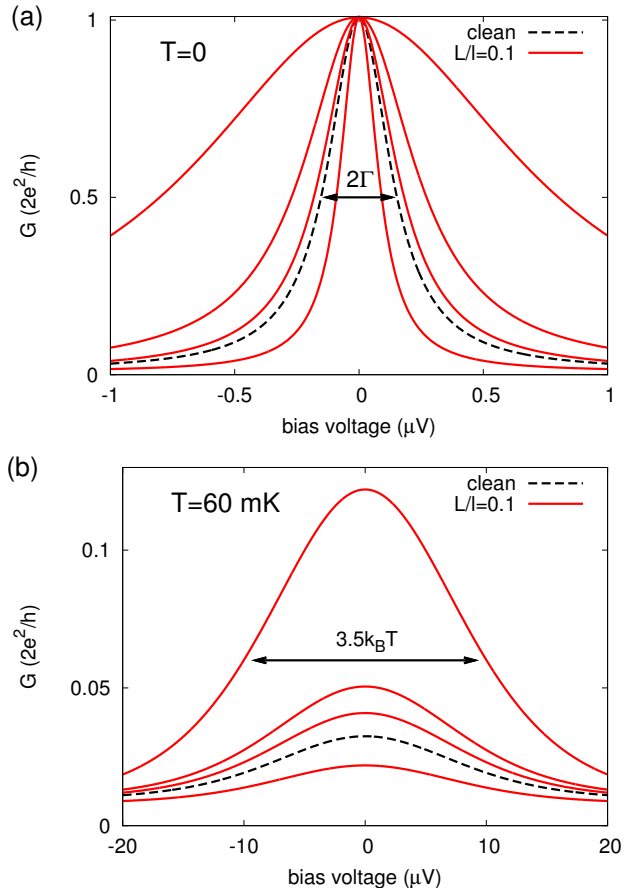 (a)
T=0
clean
L/l=0.1
2Γ
G (2e²/h)
1
0.5
0
-1
-0.5
0
0.5
1
bias voltage (μV)
(b)
T=60 mK
clean
L/l=0.1
3.5k_BT
G (2e²/h)
0.1
0.05
0
-20
-10
0
10
20
bias voltage (μV)